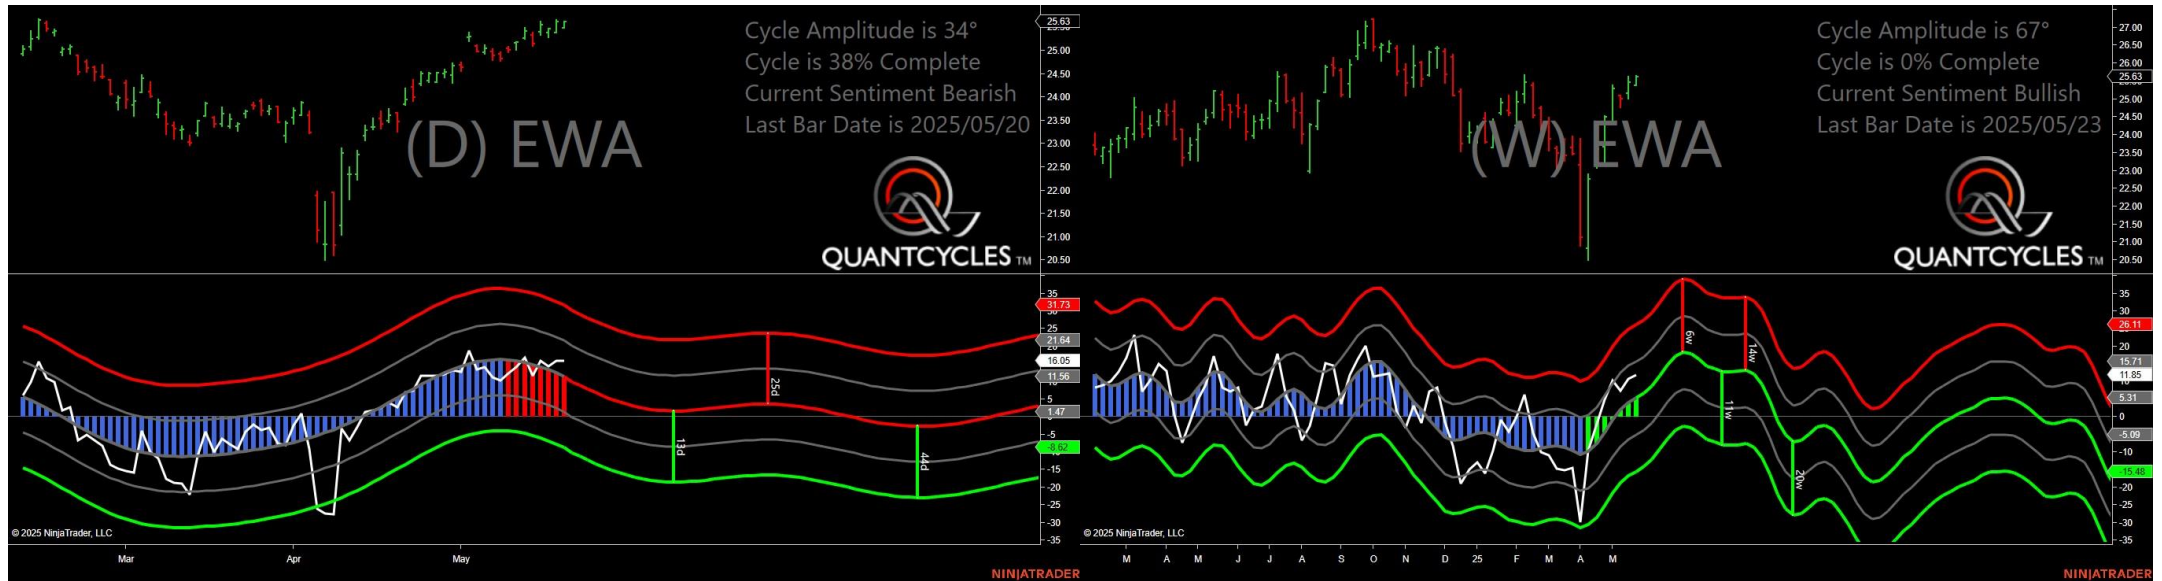 Cycle Amplitude is 34°
Cycle is 38% Complete
Current Sentiment Bearish
Last Bar Date is 2025/05/20
(D) EWA
QUANTCYCLES TM
25.63
25.00
24.50
24.00
23.50
23.00
22.50
22.00
21.50
21.00
20.50
35
31.73
25
21.64
16.05
11.56
5
1.47
-5
-8.62
-15
-20
-25
-30
-35
13d
25d
44d
© 2025 NinjaTrader, LLC
Mar
Apr
May
NINJATRADER
Cycle Amplitude is 67°
Cycle is 0% Complete
Current Sentiment Bullish
Last Bar Date is 2025/05/23
(W) EWA
QUANTCYCLES TM
27.00
26.50
26.00
25.63
25.00
24.50
24.00
23.50
23.00
22.50
22.00
21.50
21.00
20.50
35
30
26.11
20
15.71
11.85
5.31
0
-5.09
-10
-15.48
-20
-25
-30
-35
6w
14w
11w
20w
© 2025 NinjaTrader, LLC
M
A
M
J
J
A
S
O
N
D
25
F
M
A
M
NINJATRADER